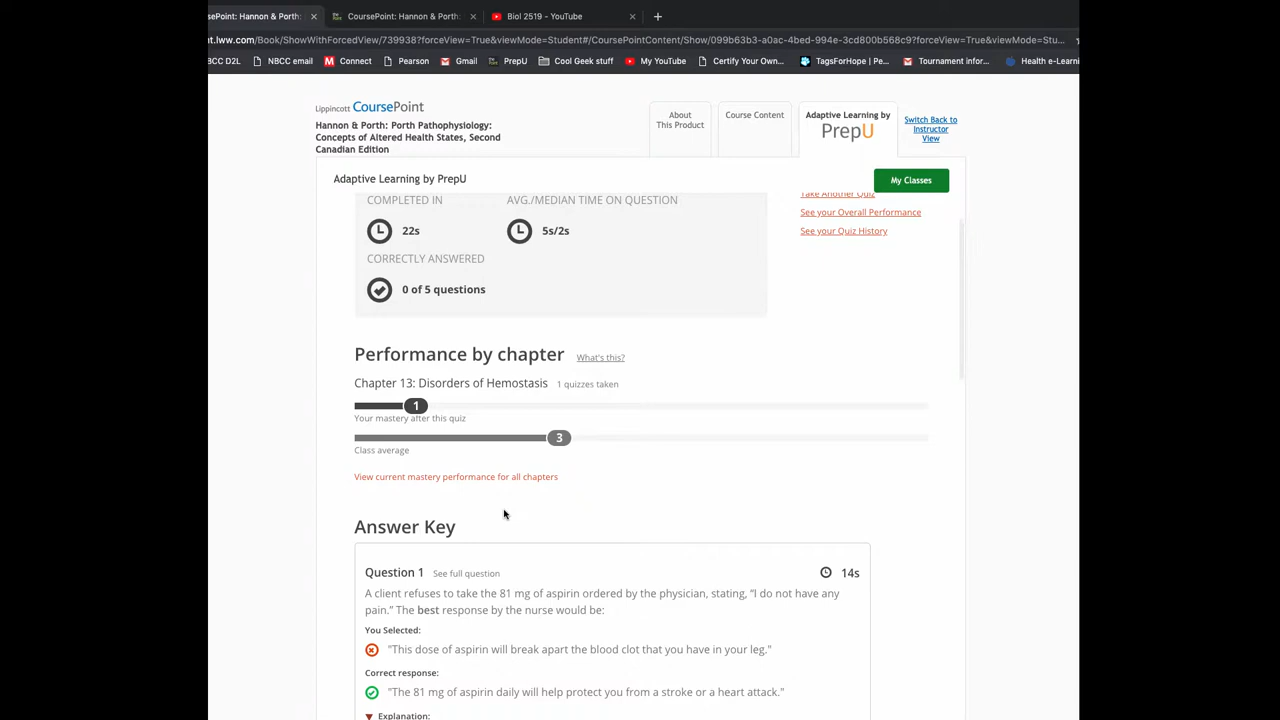 sePoint: Hannon & Porth: × CoursePoint: Hannon & Porth: × Biol 2519 - YouTube × +
nt.lww.com/Book/ShowWithForcedView/739938?forceView=True&viewMode=Student#/CoursePointContent/Show/099b63b3-a0ac-4bed-994e-3cd800b568c9?forceView=True&viewMode=Stu...
CC D2L NBCC email Connect Pearson Gmail PrepU Cool Geek stuff My YouTube Certify Your Own... TagsForHope | Pe... Tournament infor... Health e-Learni
Lippincott CoursePoint
Hannon & Porth: Porth Pathophysiology:
Concepts of Altered Health States, Second
Canadian Edition
About
This Product
Course Content
Adaptive Learning by
PrepU
Switch Back to
Instructor
View
Adaptive Learning by PrepU
My Classes
COMPLETED IN AVG./MEDIAN TIME ON QUESTION
22s 5s/2s
CORRECTLY ANSWERED
0 of 5 questions
Take Another Quiz
See your Overall Performance
See your Quiz History
Performance by chapter What's this?
Chapter 13: Disorders of Hemostasis 1 quizzes taken
1
Your mastery after this quiz
3
Class average
View current mastery performance for all chapters
Answer Key
Question 1 See full question 14s
A client refuses to take the 81 mg of aspirin ordered by the physician, stating, “I do not have any
pain.” The best response by the nurse would be:
You Selected:
"This dose of aspirin will break apart the blood clot that you have in your leg."
Correct response:
"The 81 mg of aspirin daily will help protect you from a stroke or a heart attack."
Explanation: